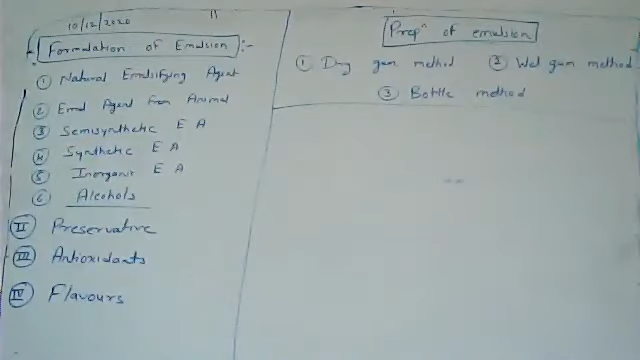 10/12/2020
Formulation of Emulsion :-
① Natural Emulsifying Agent
② Emul Agent from Animal
③ Semisynthetic E A
④ Synthetic E A
⑤ Inorganic E A
⑥ Alcohols
II Preservative
III Antioxidants
IV Flavours
Prepⁿ of emulsion
① Dry gum method ② Wet gum method
③ Bottle method